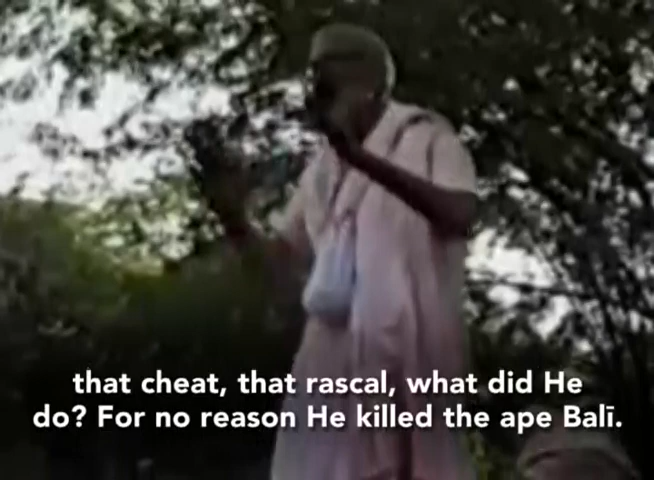 that cheat, that rascal, what did He
do? For no reason He killed the ape Balī.